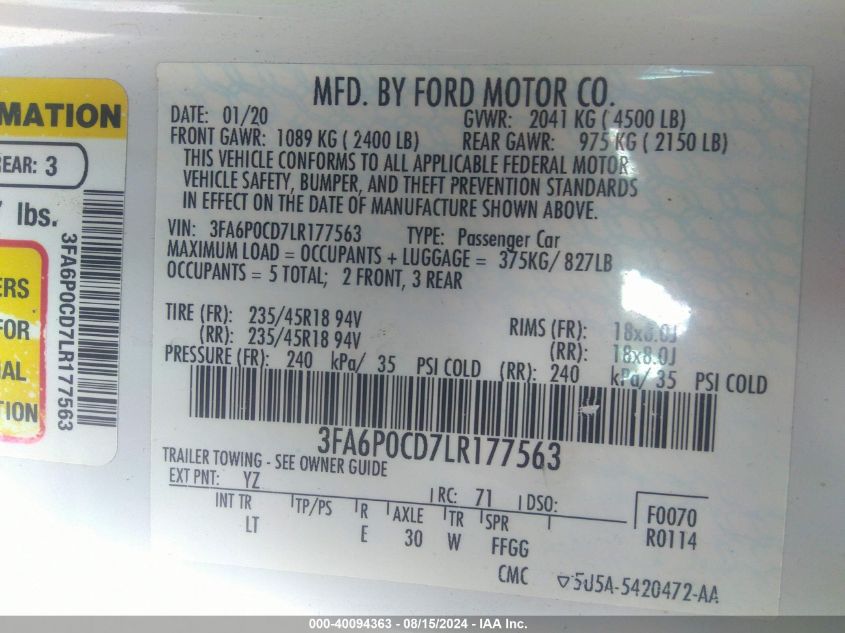 MATION
REAR: 3
lbs.
3FA6P0CD7LR177563
ERS
FOR
AL
TION
MFD. BY FORD MOTOR CO.
DATE: 01/20 GVWR: 2041 KG ( 4500 LB)
FRONT GAWR: 1089 KG ( 2400 LB) REAR GAWR: 975 KG ( 2150 LB)
THIS VEHICLE CONFORMS TO ALL APPLICABLE FEDERAL MOTOR
VEHICLE SAFETY, BUMPER, AND THEFT PREVENTION STANDARDS
IN EFFECT ON THE DATE OF MANUFACTURE SHOWN ABOVE.
VIN: 3FA6P0CD7LR177563 TYPE: Passenger Car
MAXIMUM LOAD = OCCUPANTS + LUGGAGE = 375KG/ 827LB
OCCUPANTS = 5 TOTAL; 2 FRONT, 3 REAR
TIRE (FR): 235/45R18 94V RIMS (FR): 18x8.0J
(RR): 235/45R18 94V (RR): 18x8.0J
PRESSURE (FR): 240 kPa/ 35 PSI COLD (RR): 240 kPa/ 35 PSI COLD
3FA6P0CD7LR177563
TRAILER TOWING - SEE OWNER GUIDE
EXT PNT: YZ RC: 71 DSO:
INT TR TP/PS R AXLE TR SPR F0070
LT E 30 W FFGG R0114
CMC 5U5A-5420472-AA
000-40094363 - 08/15/2024 - IAA Inc.